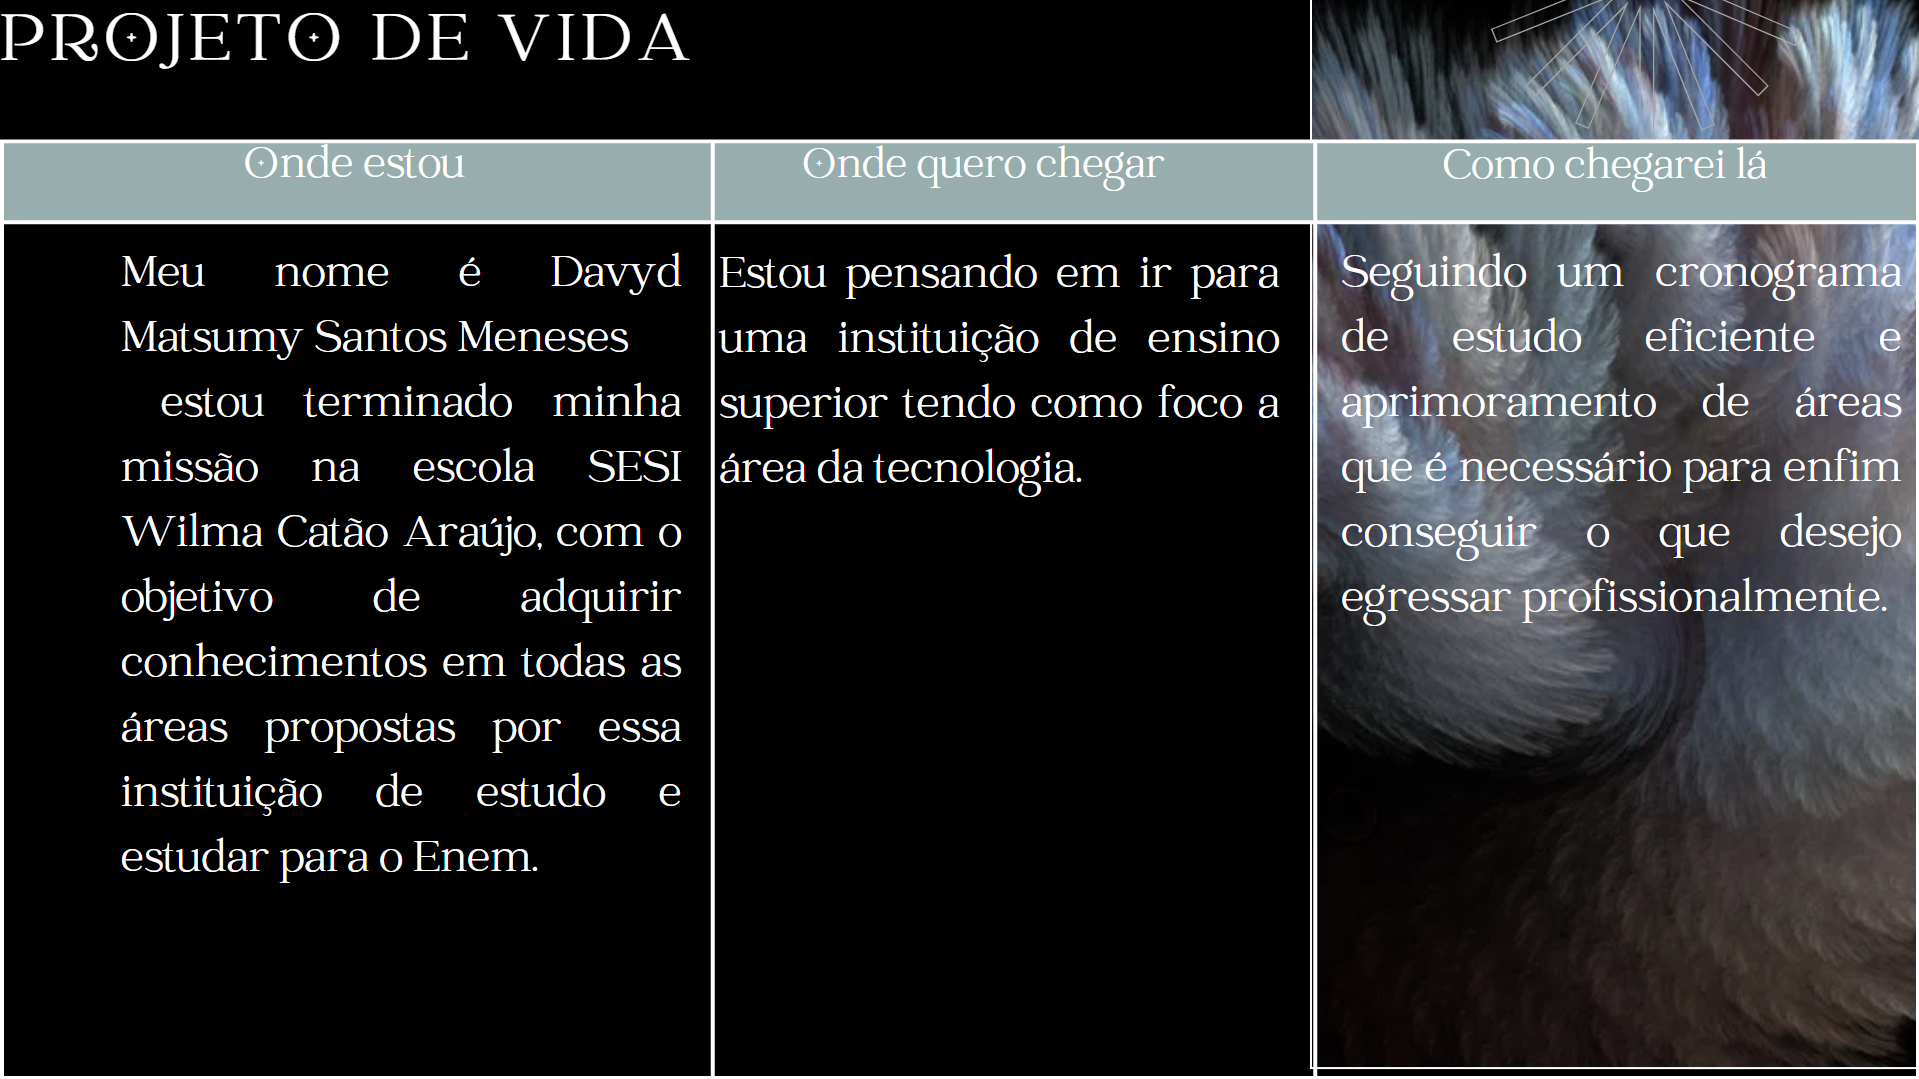 PROJETO DE VIDA
Onde estou
Meu nome é Davyd
Matsumy Santos Meneses
estou terminado minha
missão na escola SESI
Wilma Catão Araújo, com o
objetivo de adquirir
conhecimentos em todas as
áreas propostas por essa
instituição de estudo e
estudar para o Enem.
Onde quero chegar
Estou pensando em ir para
uma instituição de ensino
superior tendo como foco a
área da tecnologia.
Como chegarei lá
Seguindo um cronograma
de estudo eficiente e
aprimoramento de áreas
que é necessário para enfim
conseguir o que desejo
egressar profissionalmente.